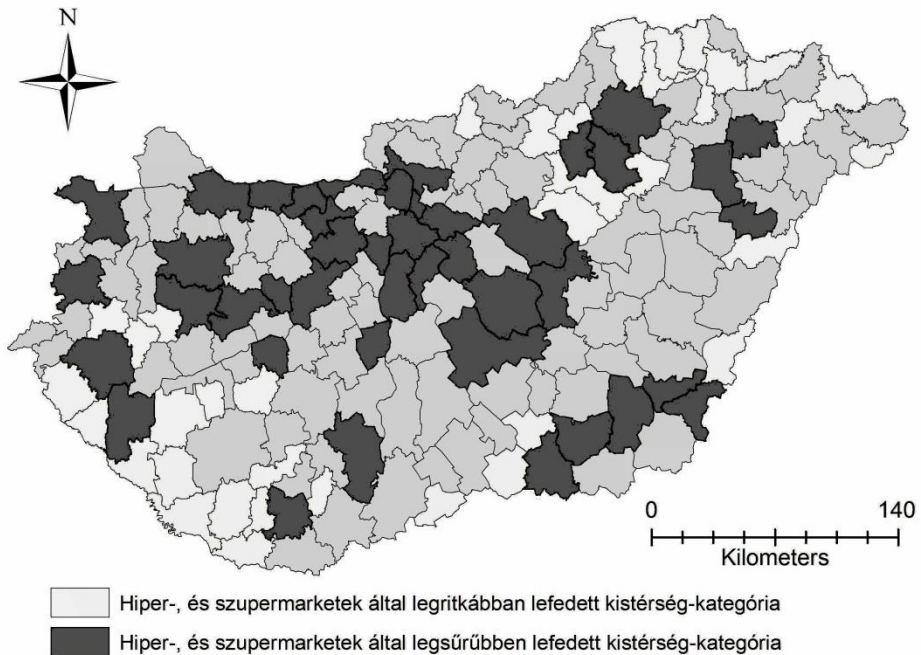 N
0 140
Kilometers
Hiper-, és szupermarketek által legritkábban lefedett kistérség-kategória
Hiper-, és szupermarketek által legsűrűbben lefedett kistérség-kategória